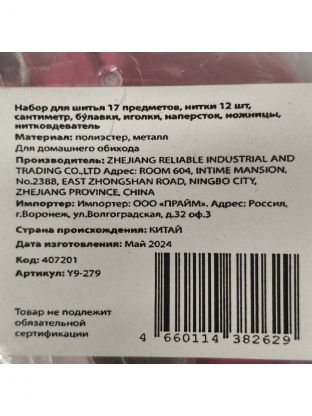 Набор для шитья 17 предметов, нитки 12 шт,
сантиметр, булавки, иголки, наперсток, ножницы,
нитковдеватель
Материал: полиэстер, металл
Для домашнего обихода
Производитель: ZHEJIANG RELIABLE INDUSTRIAL AND
TRADING CO.,LTD Адрес: ROOM 604, INTIME MANSION,
No.2388, EAST ZHONGSHAN ROAD, NINGBO CITY,
ZHEJIANG PROVINCE, CHINA
Импортер: Импортер: ООО «ПРАЙМ». Адрес: Россия,
г.Воронеж, ул.Волгоградская, д.32 оф.3
Страна происхождения: КИТАЙ
Дата изготовления: Май 2024
Код: 407201
Артикул: Y9-279
Товар не подлежит
обязательной
сертификации
4 660114 382629